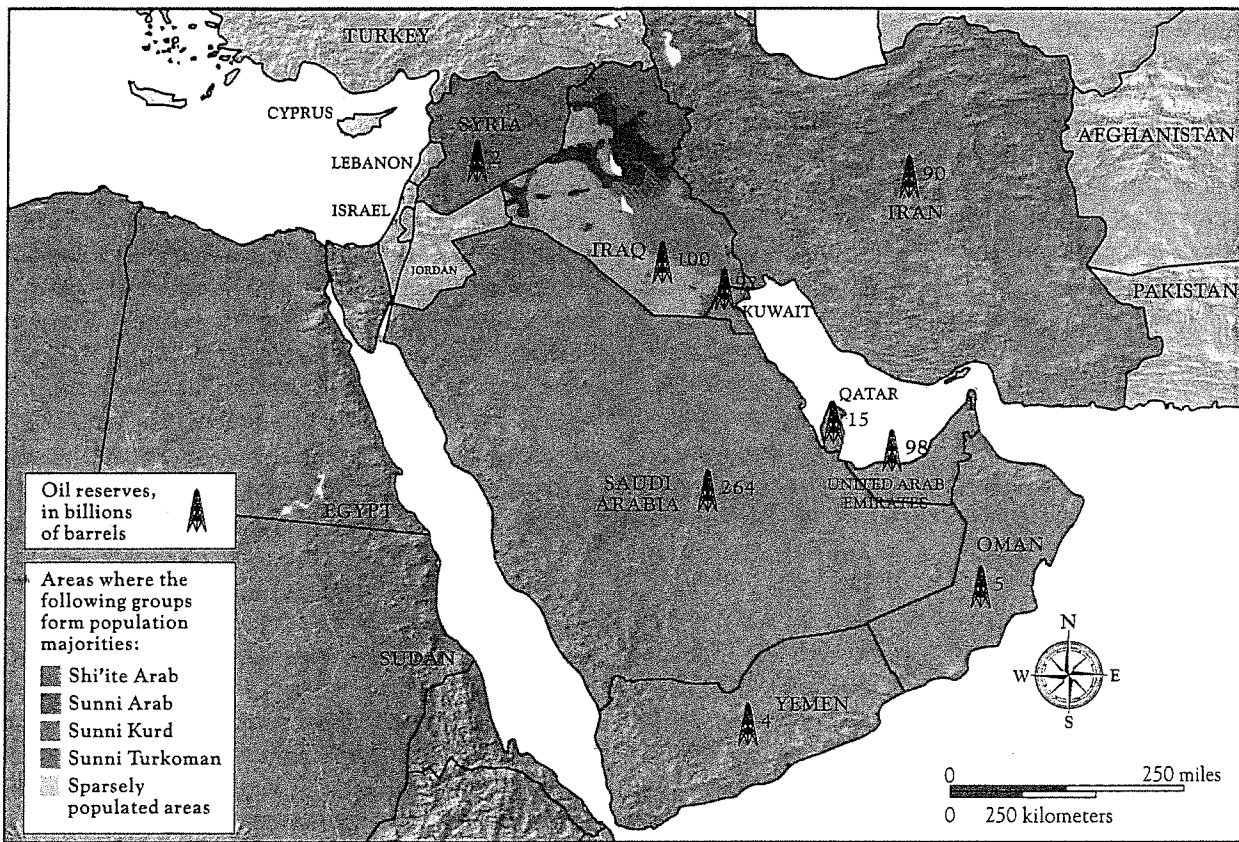 TURKEY
CYPRUS
SYRIA
LEBANON
AFGHANISTAN
90
IRAN
ISRAEL
IRAQ
100
JORDAN
PAKISTAN
KUWAIT
QATAR
15
98
UNITED ARAB
EMIRATES
SAUDI
ARABIA
264
Oil reserves,
in billions
of barrels
EGYPT
OMAN
5
Areas where the
following groups
form population
majorities:
Shi'ite Arab
Sunni Arab
Sunni Kurd
Sunni Turkoman
Sparsely
populated areas
SUDAN
N
W
E
S
YEMEN
4
0
250 miles
0
250 kilometers